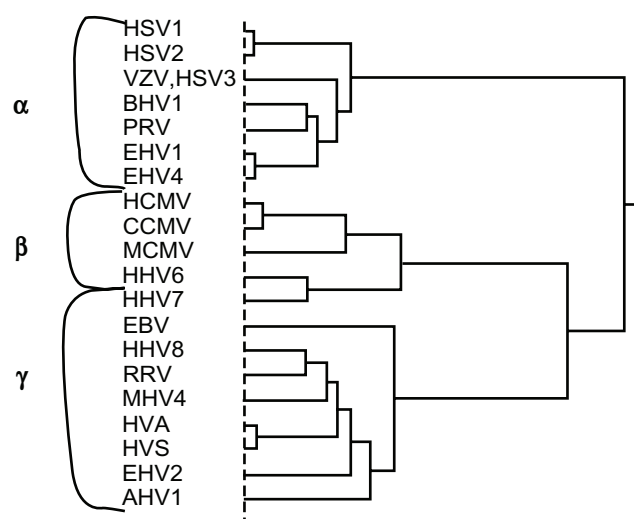 HSV1
HSV2
VZV,HSV3
BHV1
α
PRV
EHV1
EHV4
HCMV
CCMV
β
MCMV
HHV6
HHV7
EBV
HHV8
γ
RRV
MHV4
HVA
HVS
EHV2
AHV1